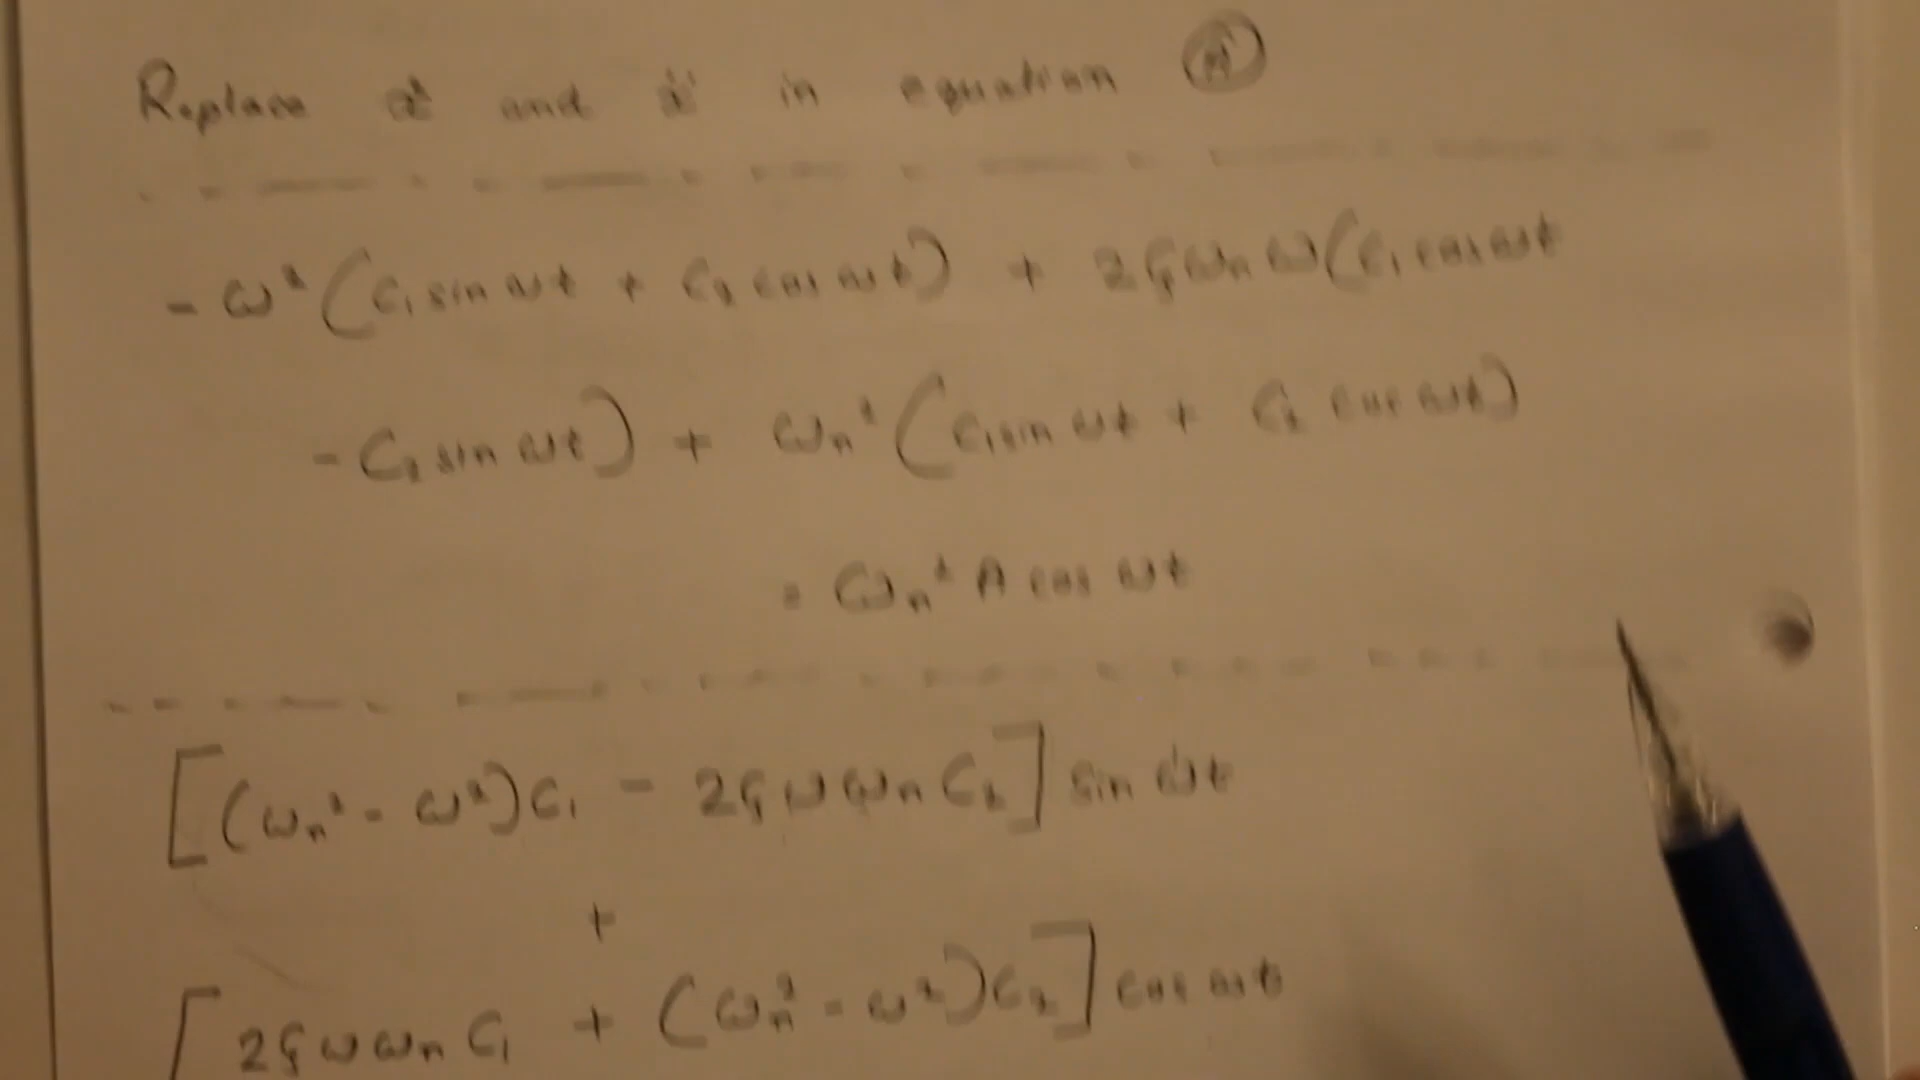 Replace ẋ and ẍ in equation (A)
- ω² (C₁ sin ωt + C₂ cos ωt) + 2ζωₙω(C₁ cos ωt
- C₂ sin ωt) + ωₙ² (C₁ sin ωt + C₂ cos ωt)
= ωₙ² A cos ωt
[(ωₙ² - ω²)C₁ - 2ζωωₙC₂] sin ωt
+
[2ζωωₙC₁ + (ωₙ² - ω²)C₂] cos ωt